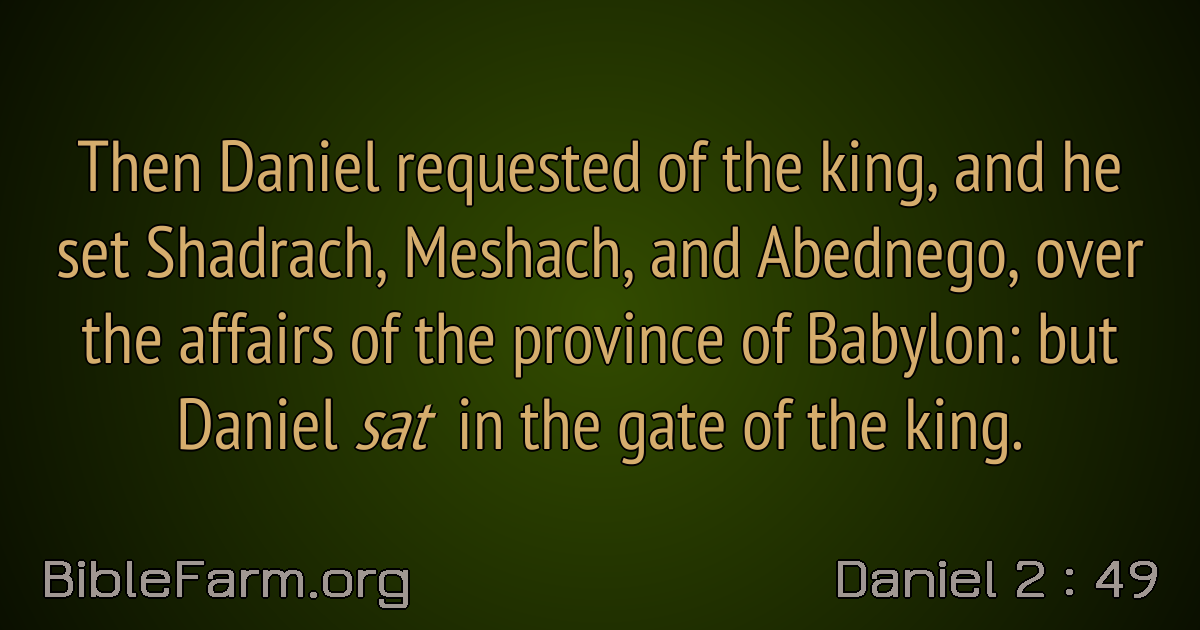 Then Daniel requested of the king, and he
set Shadrach, Meshach, and Abednego, over
the affairs of the province of Babylon: but
Daniel sat in the gate of the king.
BibleFarm.org
Daniel 2 : 49